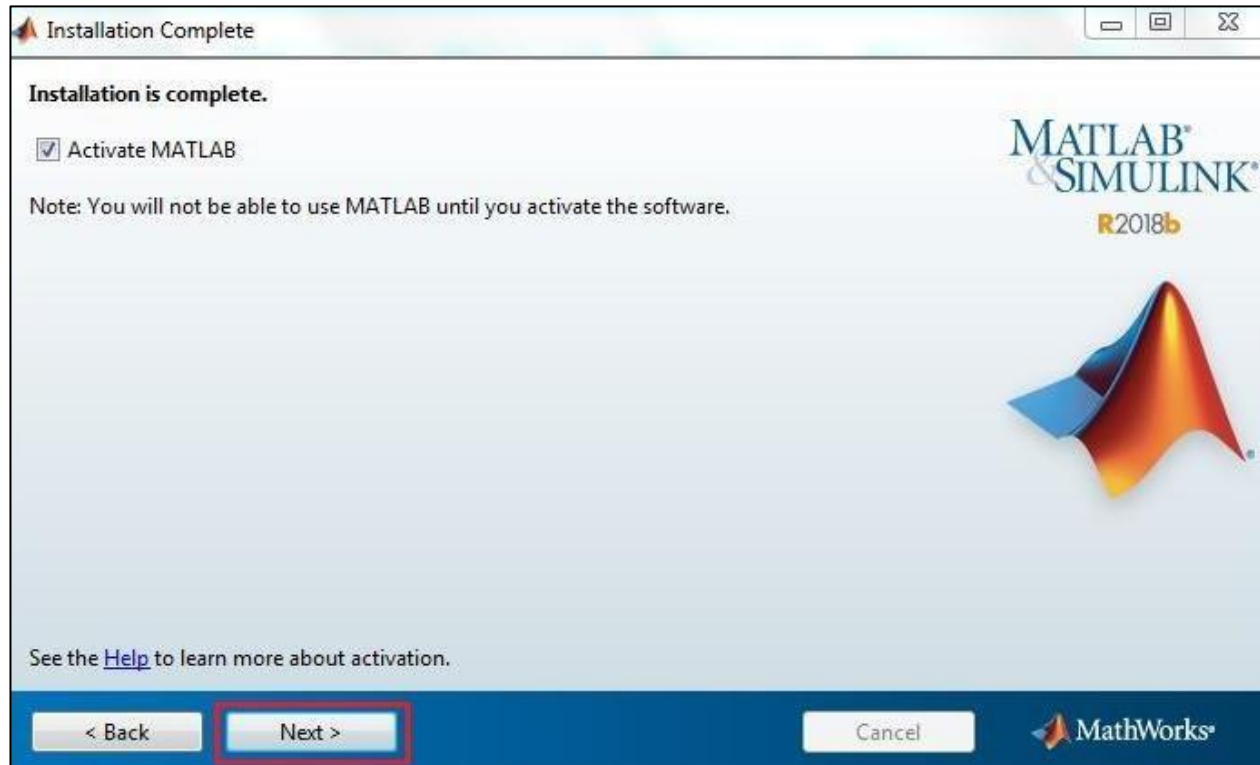 Installation Complete
Installation is complete.
Activate MATLAB
Note: You will not be able to use MATLAB until you activate the software.
MATLAB®
&SIMULINK®
R2018b
®
See the Help to learn more about activation.
< Back
Next >
Cancel
MathWorks®